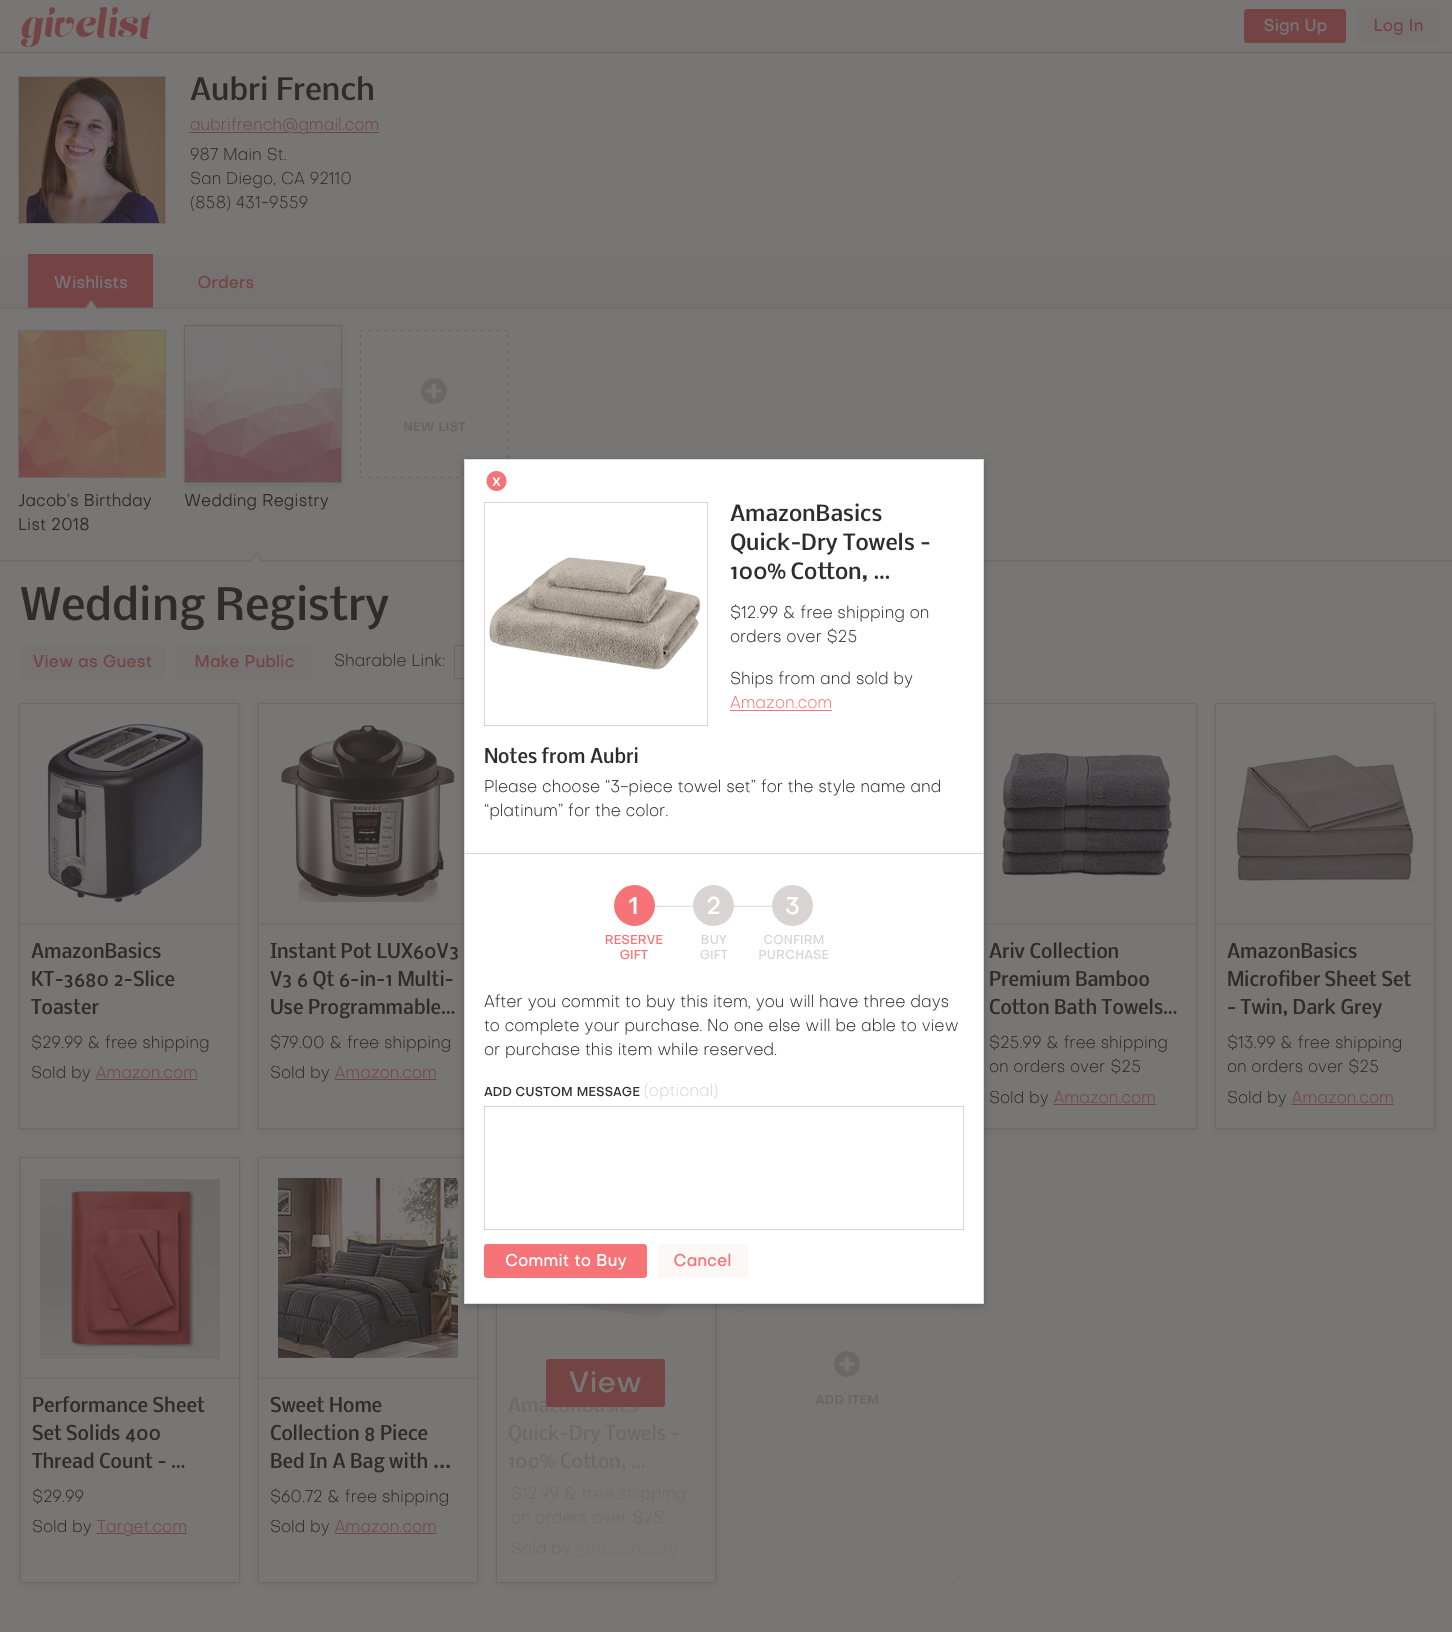 givelist
Sign Up
Log In
Aubri French
aubrifrench@gmail.com
987 Main St.
San Diego, CA 92110
(858) 431-9559
Wishlists
Orders
NEW LIST
Jacob's Birthday
List 2018
Wedding Registry
Wedding Registry
View as Guest
Make Public
Sharable Link:
x
AmazonBasics
Quick-Dry Towels -
100% Cotton, ...
$12.99 & free shipping on
orders over $25
Ships from and sold by
Amazon.com
Notes from Aubri
Please choose “3-piece towel set” for the style name and
“platinum” for the color.
1
2
3
RESERVE
GIFT
BUY
GIFT
CONFIRM
PURCHASE
After you commit to buy this item, you will have three days
to complete your purchase. No one else will be able to view
or purchase this item while reserved.
ADD CUSTOM MESSAGE (optional)
Commit to Buy
Cancel
AmazonBasics
KT-3680 2-Slice
Toaster
$29.99 & free shipping
Sold by Amazon.com
Instant Pot LUX60V3
V3 6 Qt 6-in-1 Multi-
Use Programmable...
$79.00 & free shipping
Sold by Amazon.com
Ariv Collection
Premium Bamboo
Cotton Bath Towels...
$25.99 & free shipping
on orders over $25
Sold by Amazon.com
AmazonBasics
Microfiber Sheet Set
- Twin, Dark Grey
$13.99 & free shipping
on orders over $25
Sold by Amazon.com
Performance Sheet
Set Solids 400
Thread Count - ...
$29.99
Sold by Target.com
Sweet Home
Collection 8 Piece
Bed In A Bag with ...
$60.72 & free shipping
Sold by Amazon.com
View
AmazonBasics
Quick-Dry Towels -
100% Cotton, ...
$12.99 & free shipping
on orders over $25
Sold by Amazon.com
ADD ITEM